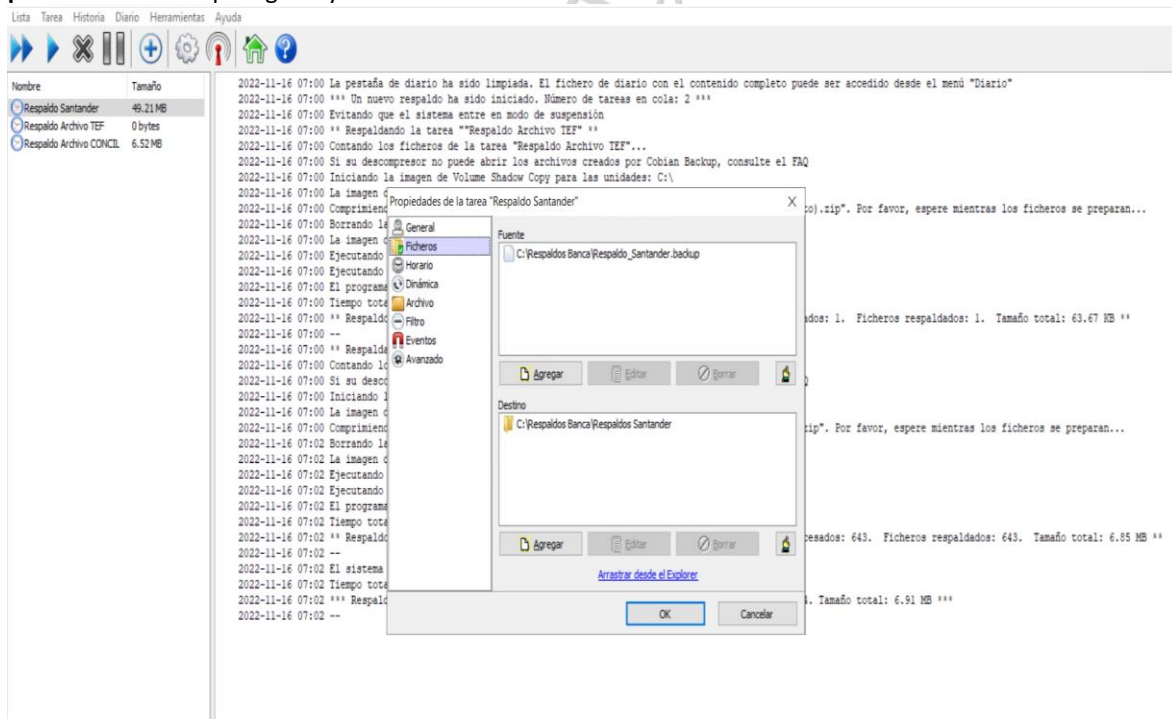 Lista Tarea Historia Diario Herramientas Ayuda
Nombre Tamaño
Respaldo Santander 49.21 MB
Respaldo Archivo TEF 0 bytes
Respaldo Archivo CONCIL 6.52 MB
2022-11-16 07:00 La pestaña de diario ha sido limpiada. El fichero de diario con el contenido completo puede ser accedido desde el menú "Diario"
2022-11-16 07:00 *** Un nuevo respaldo ha sido iniciado. Número de tareas en cola: 2 ***
2022-11-16 07:00 Evitando que el sistema entre en modo de suspensión
2022-11-16 07:00 ** Respaldando la tarea ""Respaldo Archivo TEF" **
2022-11-16 07:00 Contando los ficheros de la tarea "Respaldo Archivo TEF"...
2022-11-16 07:00 Si su descompresor no puede abrir los archivos creados por Cobian Backup, consulte el FAQ
2022-11-16 07:00 Iniciando la imagen de Volume Shadow Copy para las unidades: C:\
2022-11-16 07:00 La imagen d
2022-11-16 07:00 Comprimiend to).zip". Por favor, espere mientras los ficheros se preparan...
2022-11-16 07:00 Borrando la
2022-11-16 07:00 La imagen d
2022-11-16 07:00 Ejecutando
2022-11-16 07:00 Ejecutando
2022-11-16 07:00 El programa
2022-11-16 07:00 Tiempo tota
2022-11-16 07:00 ** Respaldo ados: 1. Ficheros respaldados: 1. Tamaño total: 63.67 KB **
2022-11-16 07:00 --
2022-11-16 07:00 ** Respalda
2022-11-16 07:00 Contando lo
2022-11-16 07:00 Si su desco
2022-11-16 07:00 Iniciando l
2022-11-16 07:00 La imagen d
2022-11-16 07:00 Comprimiend zip". Por favor, espere mientras los ficheros se preparan...
2022-11-16 07:02 Borrando la
2022-11-16 07:02 La imagen d
2022-11-16 07:02 Ejecutando
2022-11-16 07:02 Ejecutando
2022-11-16 07:02 El programa
2022-11-16 07:02 Tiempo tota
2022-11-16 07:02 ** Respaldo esados: 643. Ficheros respaldados: 643. Tamaño total: 6.85 MB **
2022-11-16 07:02 --
2022-11-16 07:02 El sistema
2022-11-16 07:02 Tiempo tota
2022-11-16 07:02 *** Respald . Tamaño total: 6.91 MB ***
2022-11-16 07:02 --
Propiedades de la tarea "Respaldo Santander" X
General
Ficheros
Horario
Dinámica
Archivo
Filtro
Eventos
Avanzado
Fuente
C:\Respaldos Banca\Respaldo_Santander.backup
Agregar Editar Borrar
Destino
C:\Respaldos Banca\Respaldos Santander
Agregar Editar Borrar
Arrastrar desde el Explorer
OK Cancelar